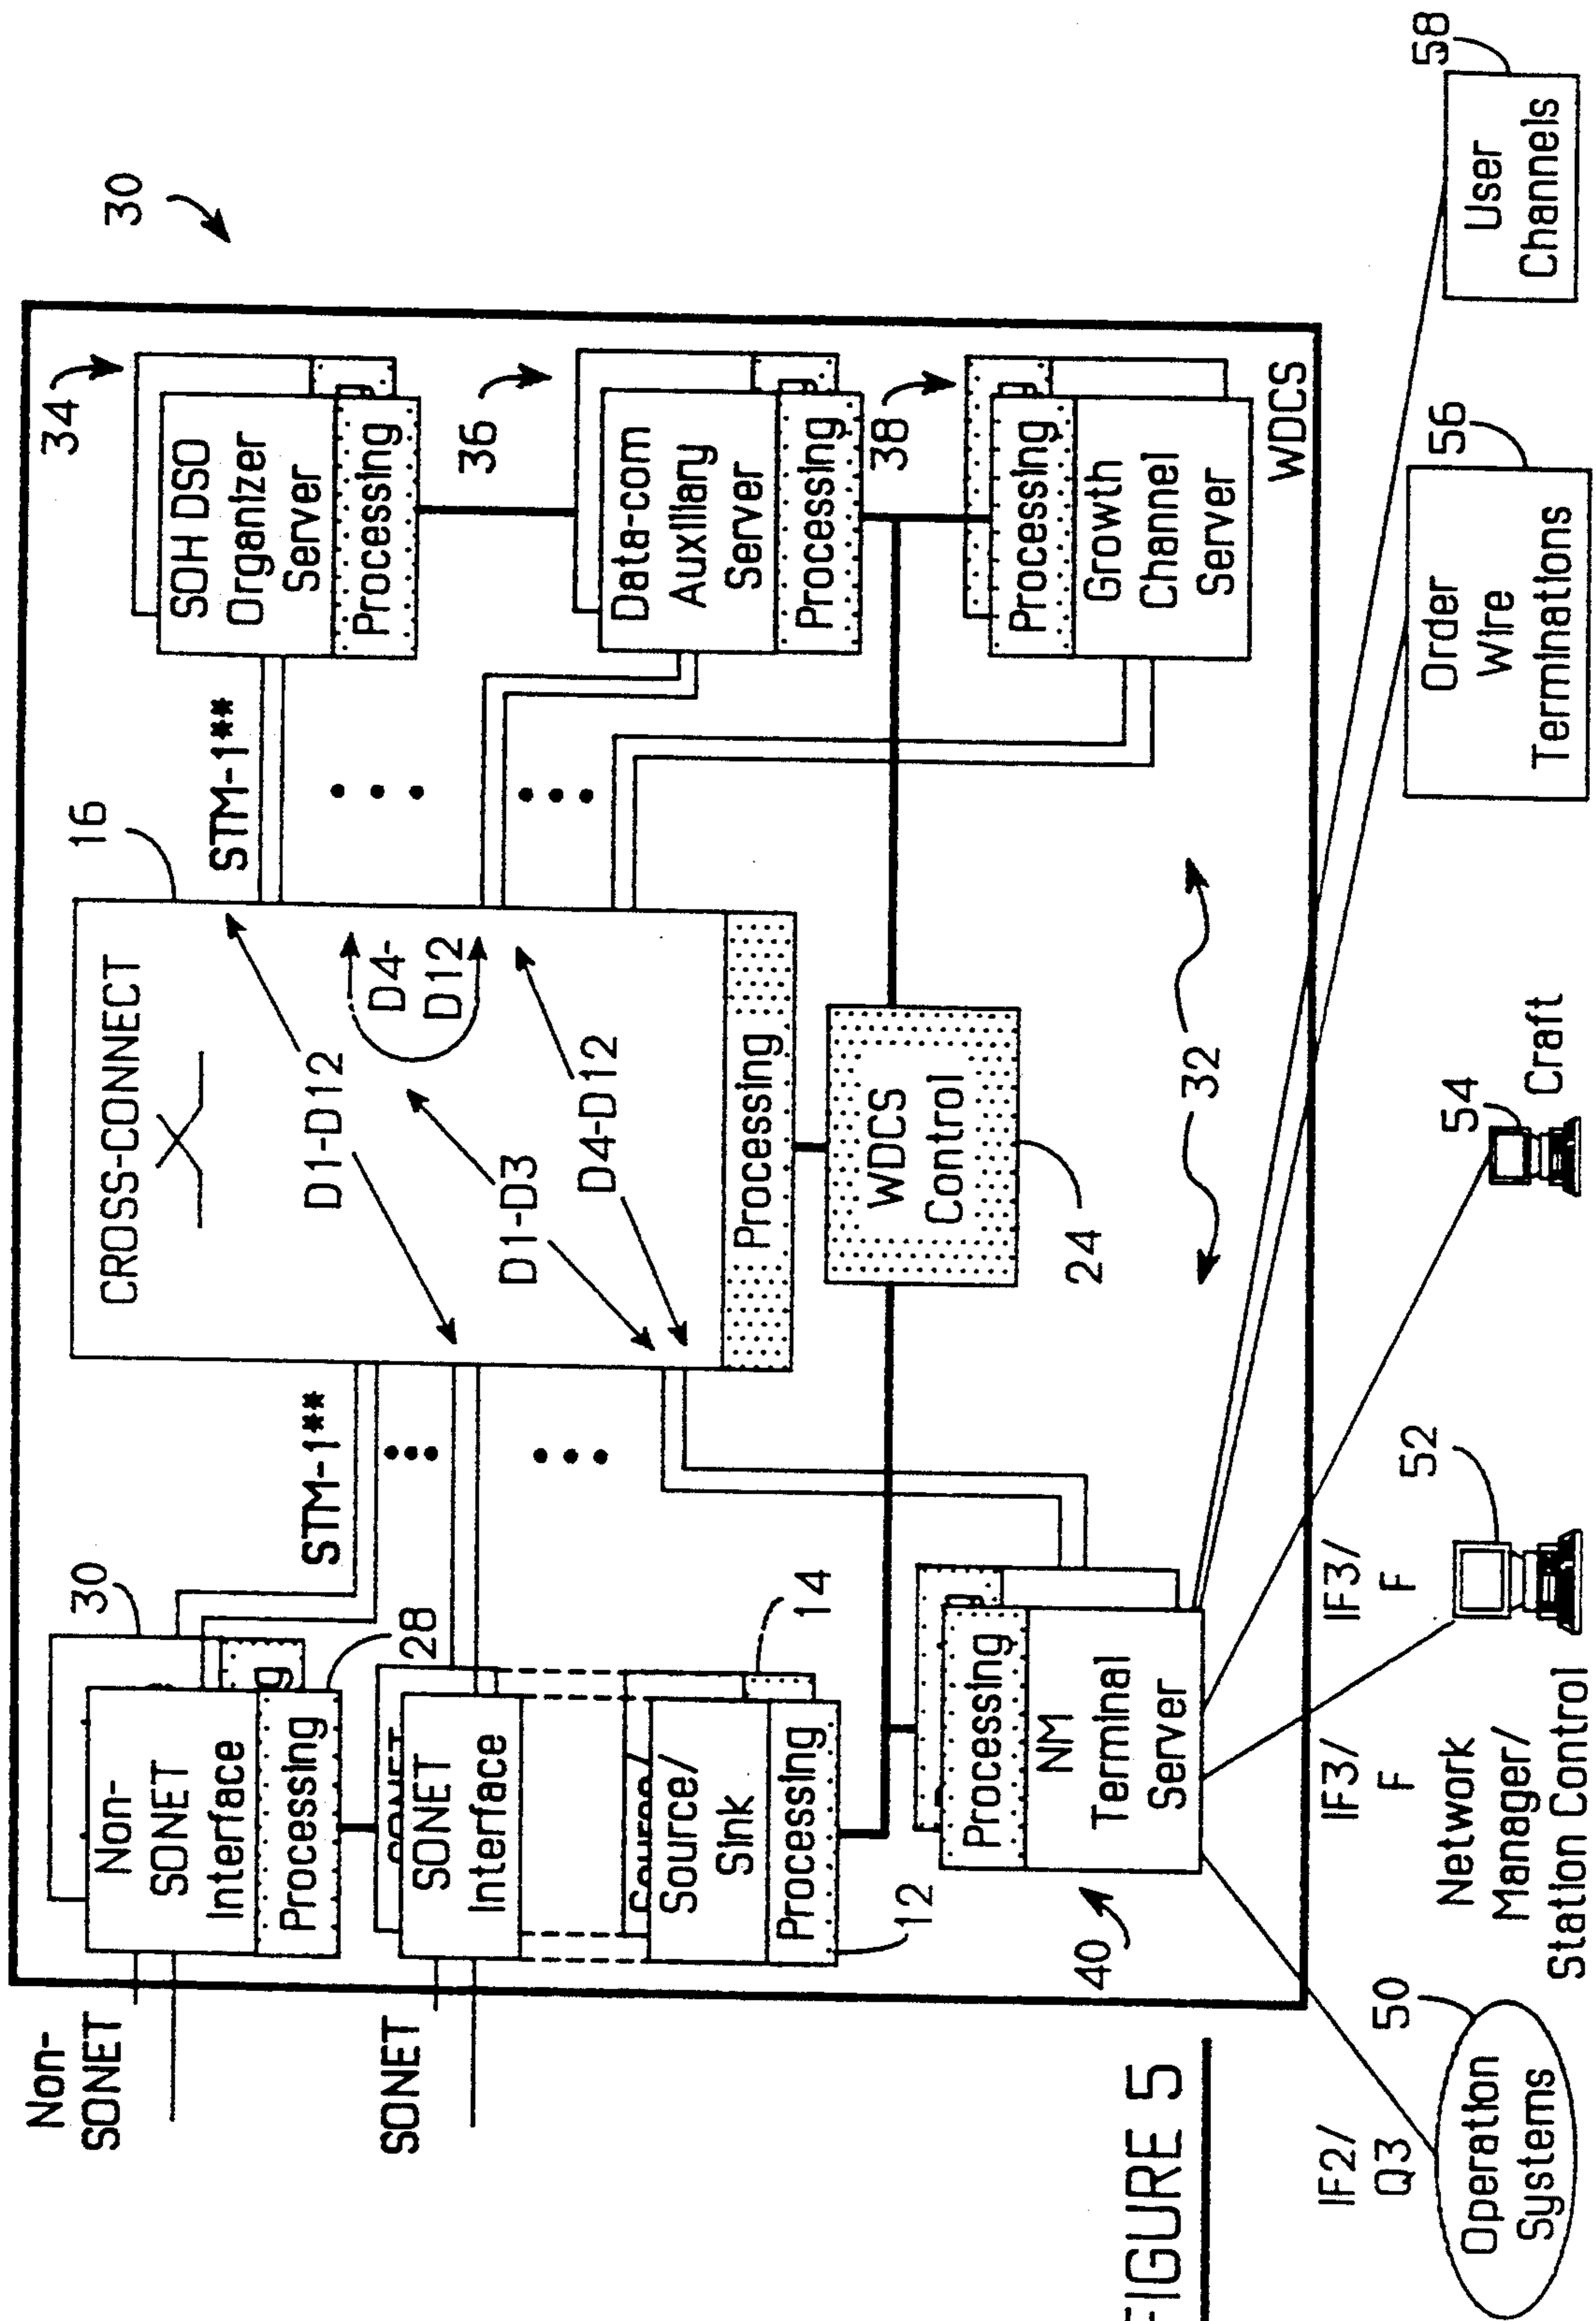 30
Non-
SONET
SONET
30
Non-
SONET
Interface
Processing
28
SONET
Interface
Source/
Sink
Processing
12
14
STM-1**
CROSS-CONNECT
16
D1-D12
D4-
D12
D1-D3
D4-D12
Processing
STM-1**
34
SOH DSO
Organizer
Server
Processing
36
Data-com
Auxiliary
Server
Processing
38
Processing
Growth
Channel
Server
WDCS
WDCS
Control
24
32
Processing
NM
Terminal
Server
40
FIGURE 5
IF2/
Q3
50
Operation
Systems
IF3/
F
Network
Manager/
Station Control
IF3/
F
52
54
Craft
56
Order
Wire
Terminations
58
User
Channels